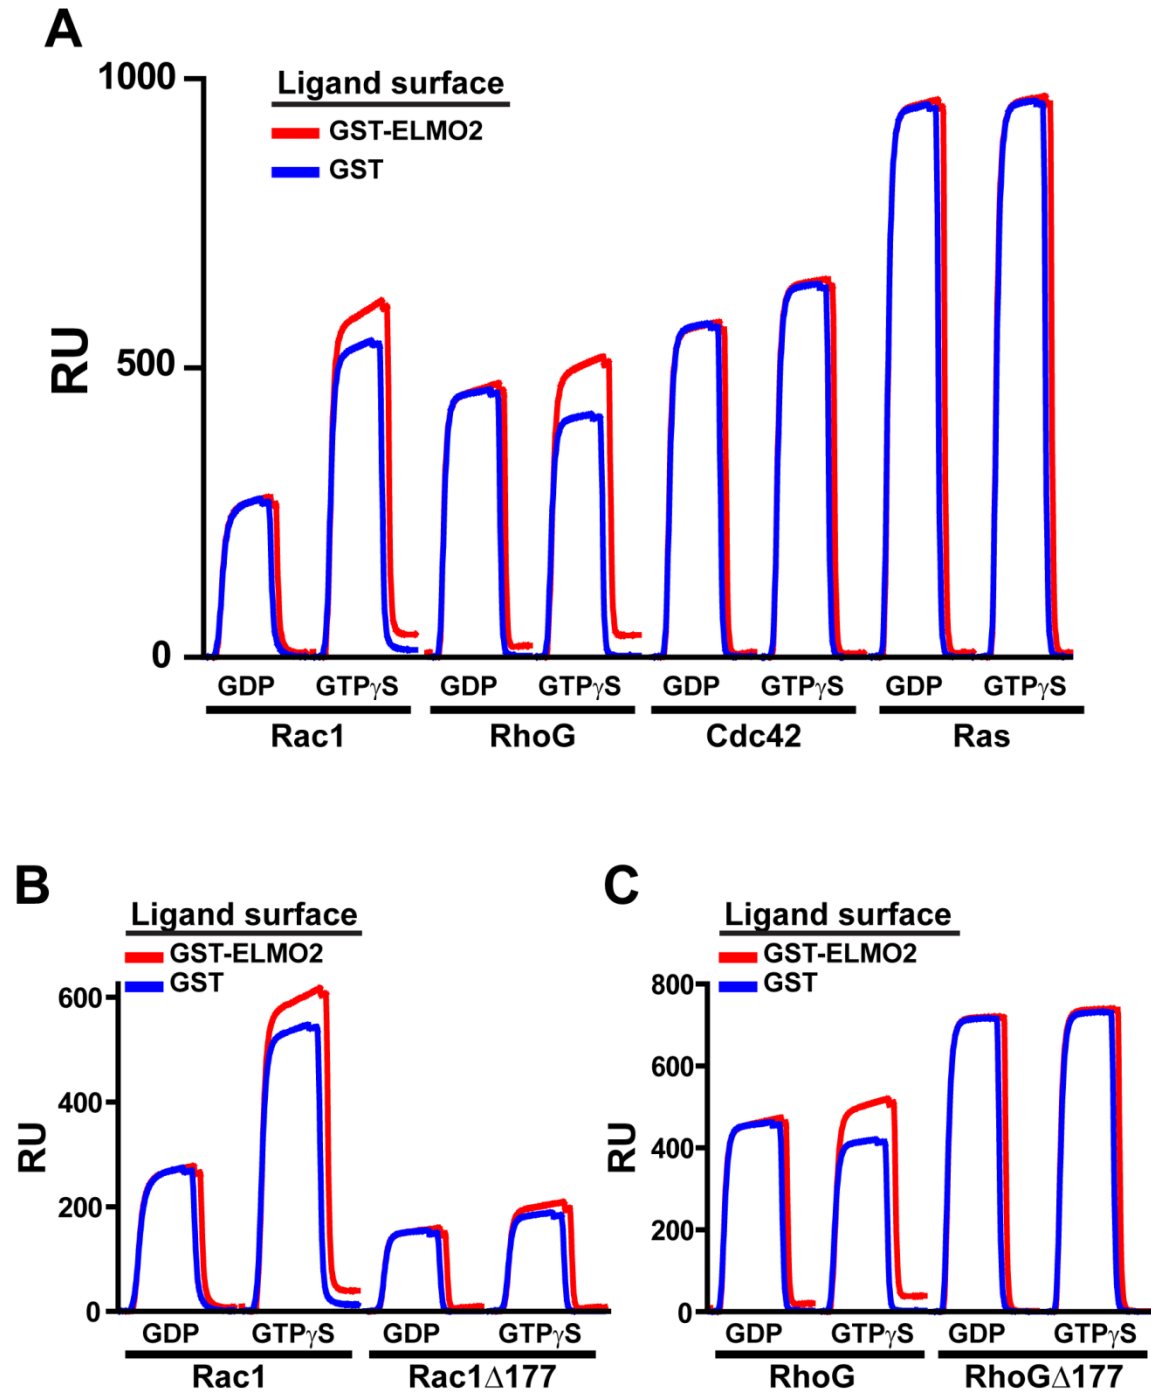 A
Ligand surface
GST-ELMO2
GST
1000
500
0
RU
GDP GTPγS GDP GTPγS GDP GTPγS GDP GTPγS
Rac1 RhoG Cdc42 Ras
B
Ligand surface
GST-ELMO2
GST
600
400
200
0
RU
GDP GTPγS GDP GTPγS
Rac1 Rac1Δ177
C
Ligand surface
GST-ELMO2
GST
800
600
400
200
0
RU
GDP GTPγS GDP GTPγS
RhoG RhoGΔ177